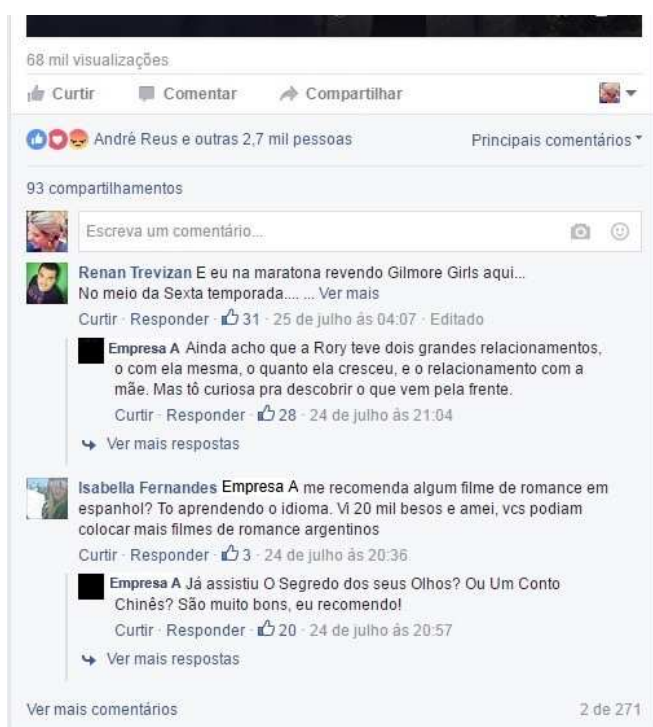 68 mil visualizações
Curtir Comentar Compartilhar
André Reus e outras 2,7 mil pessoas Principais comentários
93 compartilhamentos
Escreva um comentário...
Renan Trevizan E eu na maratona revendo Gilmore Girls aqui...
No meio da Sexta temporada.... ... Ver mais
Curtir · Responder · 31 · 25 de julho às 04:07 · Editado
Empresa A Ainda acho que a Rory teve dois grandes relacionamentos,
o com ela mesma, o quanto ela cresceu, e o relacionamento com a
mãe. Mas tô curiosa pra descobrir o que vem pela frente.
Curtir · Responder · 28 · 24 de julho às 21:04
Ver mais respostas
Isabella Fernandes Empresa A me recomenda algum filme de romance em
espanhol? To aprendendo o idioma. Vi 20 mil besos e amei, vcs podiam
colocar mais filmes de romance argentinos
Curtir · Responder · 3 · 24 de julho às 20:36
Empresa A Já assistiu O Segredo dos seus Olhos? Ou Um Conto
Chinês? São muito bons, eu recomendo!
Curtir · Responder · 20 · 24 de julho às 20:57
Ver mais respostas
Ver mais comentários 2 de 271